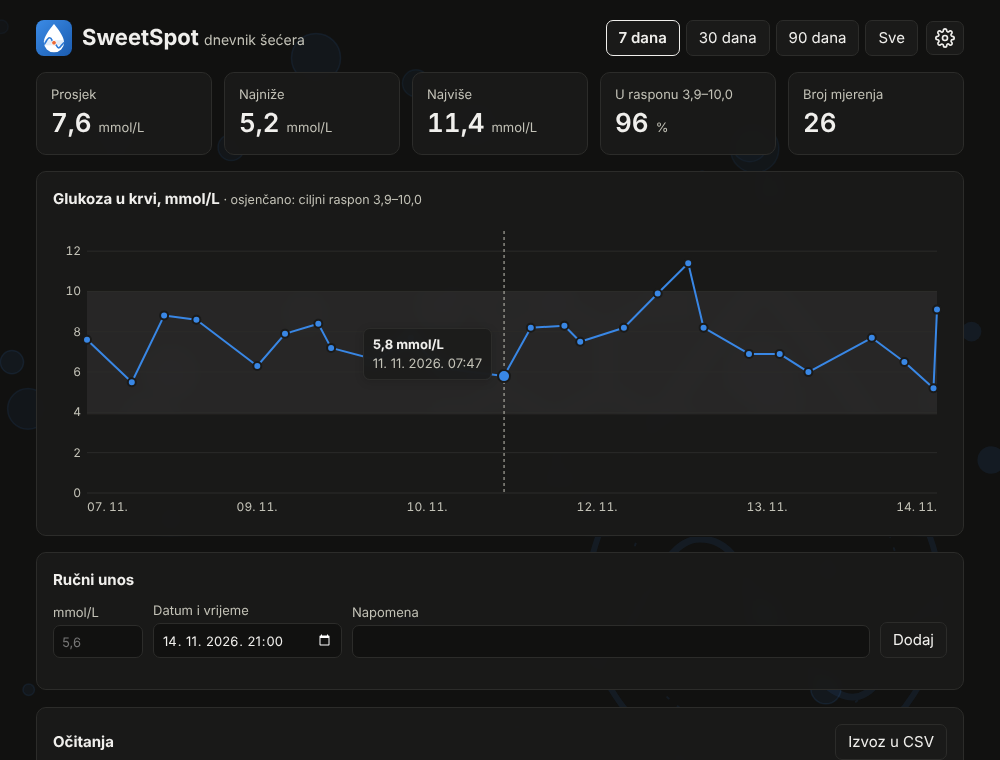 SweetSpot dnevnik šećera
7 dana
30 dana
90 dana
Sve
Prosjek
7,6 mmol/L
Najniže
5,2 mmol/L
Najviše
11,4 mmol/L
U rasponu 3,9–10,0
96 %
Broj mjerenja
26
Glukoza u krvi, mmol/L · osjenčano: ciljni raspon 3,9–10,0
12
10
8
6
4
2
0
5,8 mmol/L
11. 11. 2026. 07:47
07. 11.
09. 11.
10. 11.
12. 11.
13. 11.
14. 11.
Ručni unos
mmol/L
Datum i vrijeme
Napomena
5,6
14. 11. 2026. 21:00
Dodaj
Očitanja
Izvoz u CSV